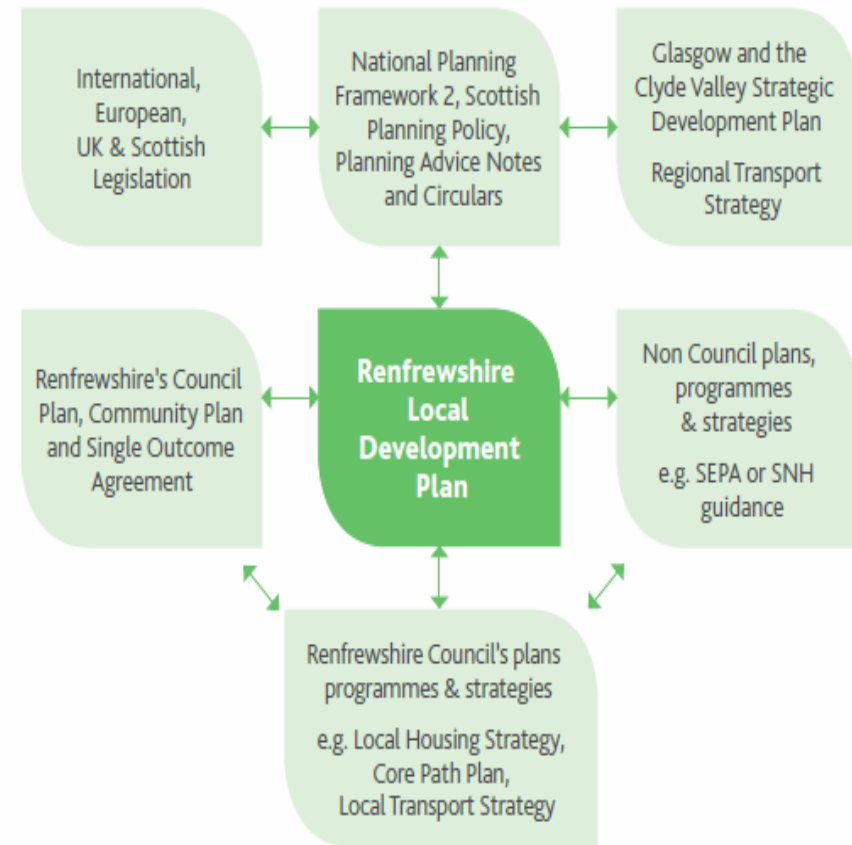 International,
European,
UK & Scottish
Legislation
National Planning
Framework 2, Scottish
Planning Policy,
Planning Advice Notes
and Circulars
Glasgow and the
Clyde Valley Strategic
Development Plan
Regional Transport
Strategy
Renfrewshire's Council
Plan, Community Plan
and Single Outcome
Agreement
Renfrewshire
Local
Development
Plan
Non Council plans,
programmes
& strategies
e.g. SEPA or SNH
guidance
Renfrewshire Council's plans
programmes & strategies
e.g. Local Housing Strategy,
Core Path Plan,
Local Transport Strategy